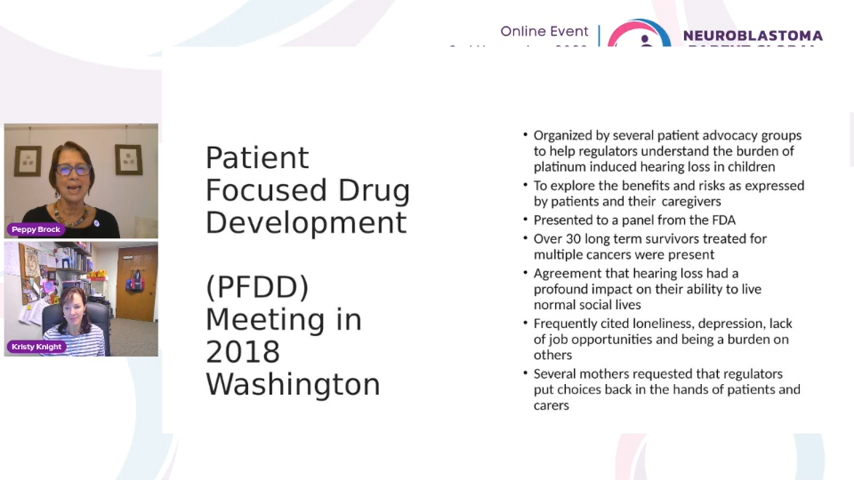 Online Event
NEUROBLASTOMA
Patient
Focused Drug
Development
(PFDD)
Meeting in
2018
Washington
• Organized by several patient advocacy groups
to help regulators understand the burden of
platinum induced hearing loss in children
• To explore the benefits and risks as expressed
by patients and their caregivers
• Presented to a panel from the FDA
• Over 30 long term survivors treated for
multiple cancers were present
• Agreement that hearing loss had a
profound impact on their ability to live
normal social lives
• Frequently cited loneliness, depression, lack
of job opportunities and being a burden on
others
• Several mothers requested that regulators
put choices back in the hands of patients and
carers
Peppy Brock
Kristy Knight